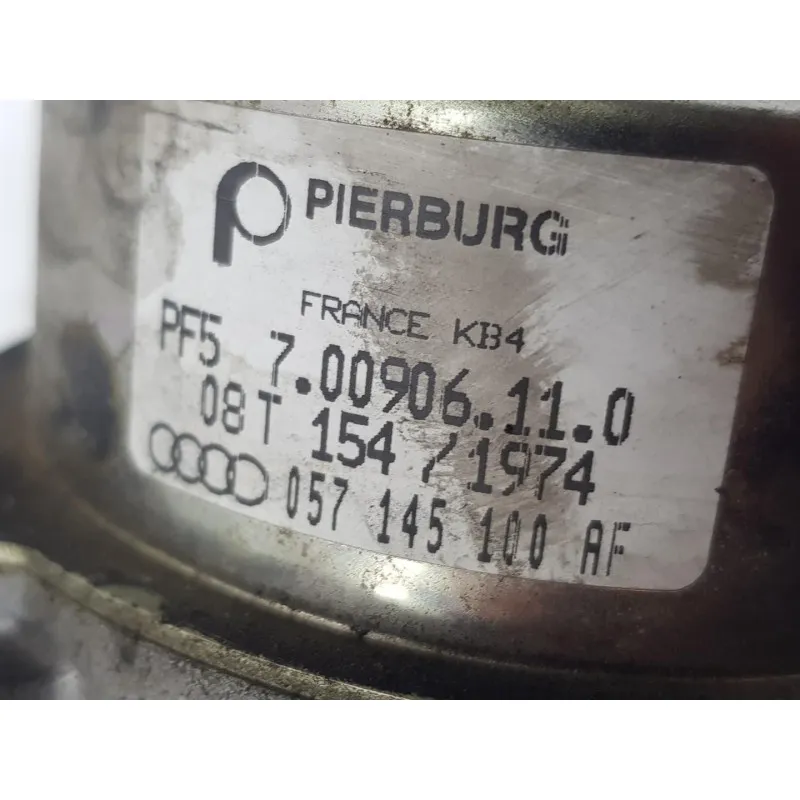 PIERBURG
FRANCE KB4
PF5 7.00906.11.0
08T 154 / 1974
057 145 100 AF